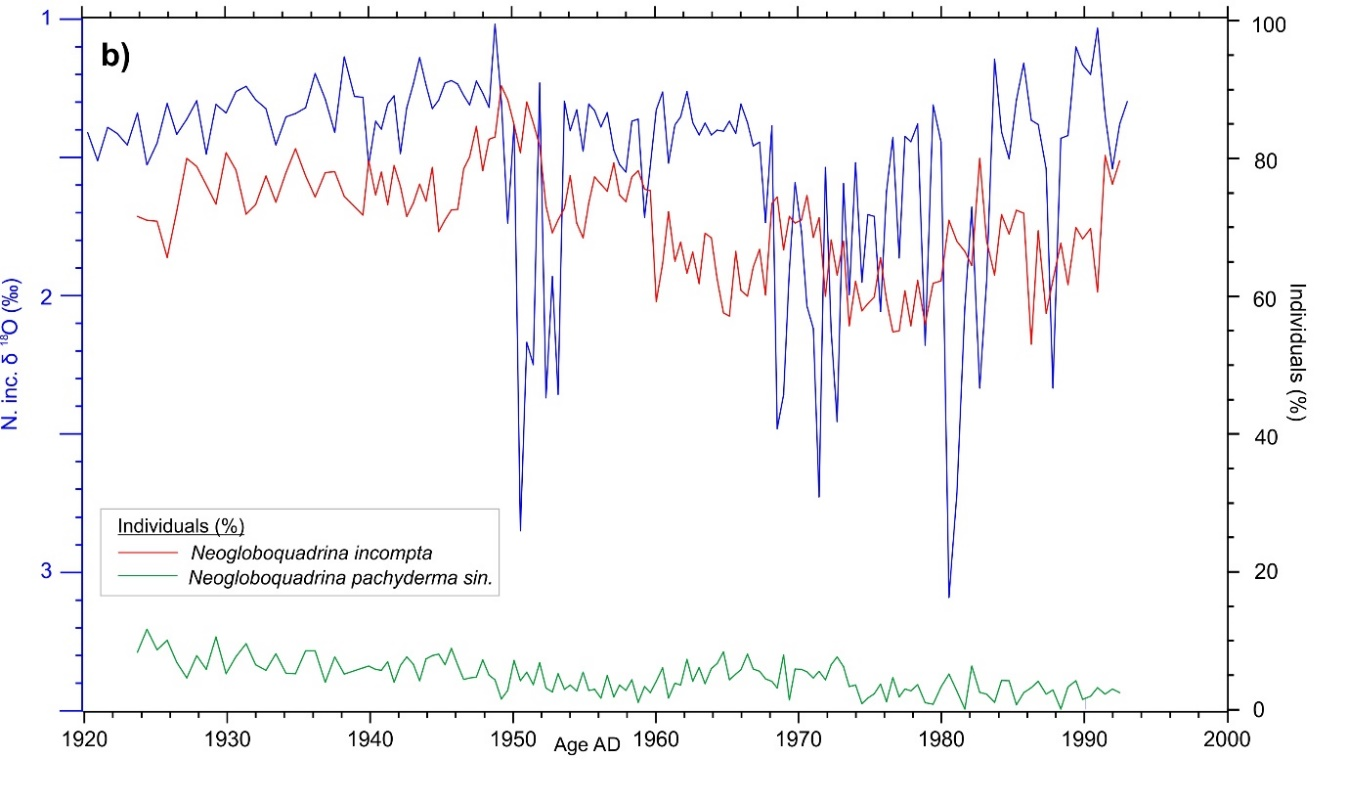 b)
1
2
3
N. inc. δ ¹⁸O (‰)
100
80
60
40
20
0
Individuals (%)
Individuals (%)
Neogloboquadrina incompta
Neogloboquadrina pachyderma sin.
1920 1930 1940 1950 Age AD 1960 1970 1980 1990 2000